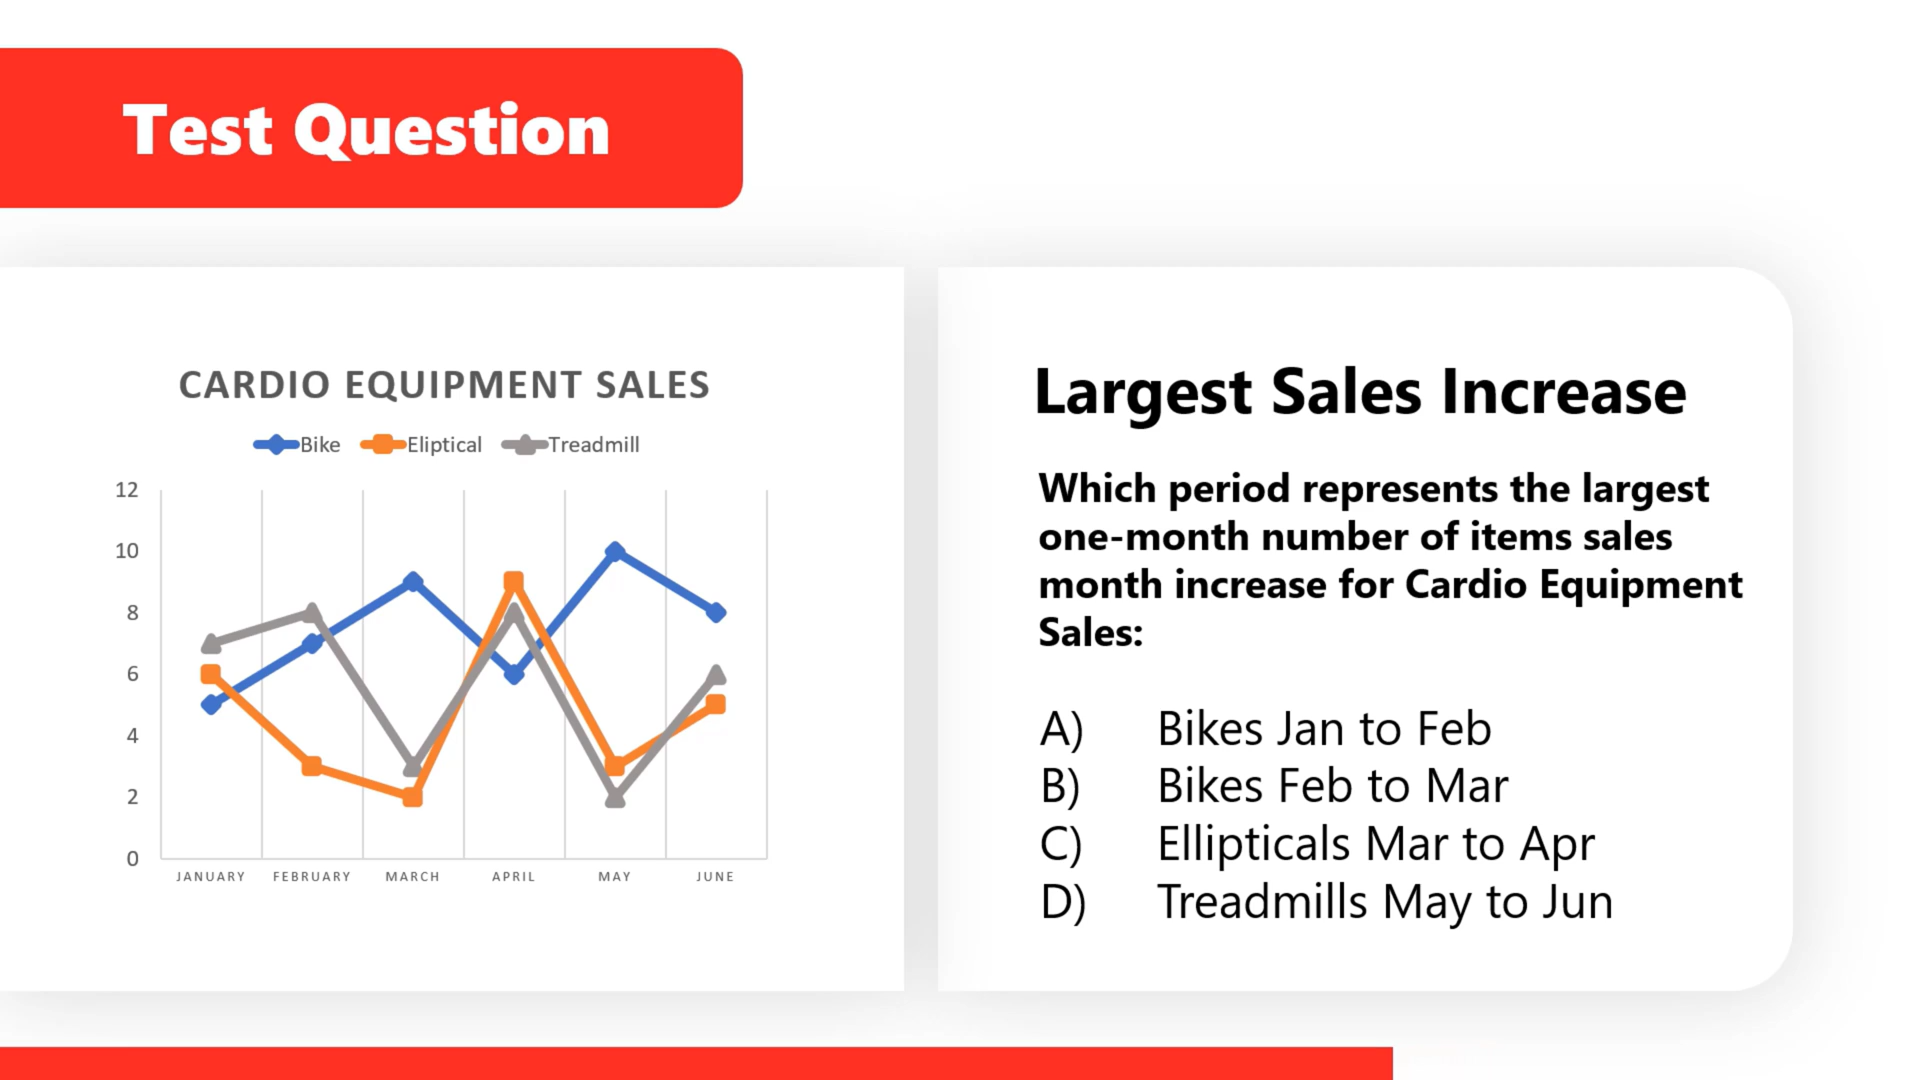 Test Question
CARDIO EQUIPMENT SALES
Bike Eliptical Treadmill
12
10
8
6
4
2
0
JANUARY FEBRUARY MARCH APRIL MAY JUNE
Largest Sales Increase
Which period represents the largest
one-month number of items sales
month increase for Cardio Equipment
Sales:
A) Bikes Jan to Feb
B) Bikes Feb to Mar
C) Ellipticals Mar to Apr
D) Treadmills May to Jun